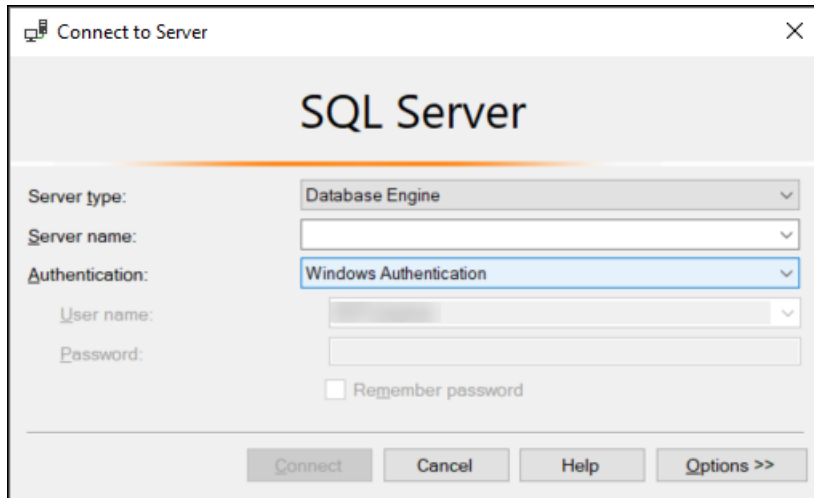 Connect to Server
SQL Server
Server type: Database Engine
Server name:
Authentication: Windows Authentication
User name:
Password:
Remember password
Connect Cancel Help Options >>